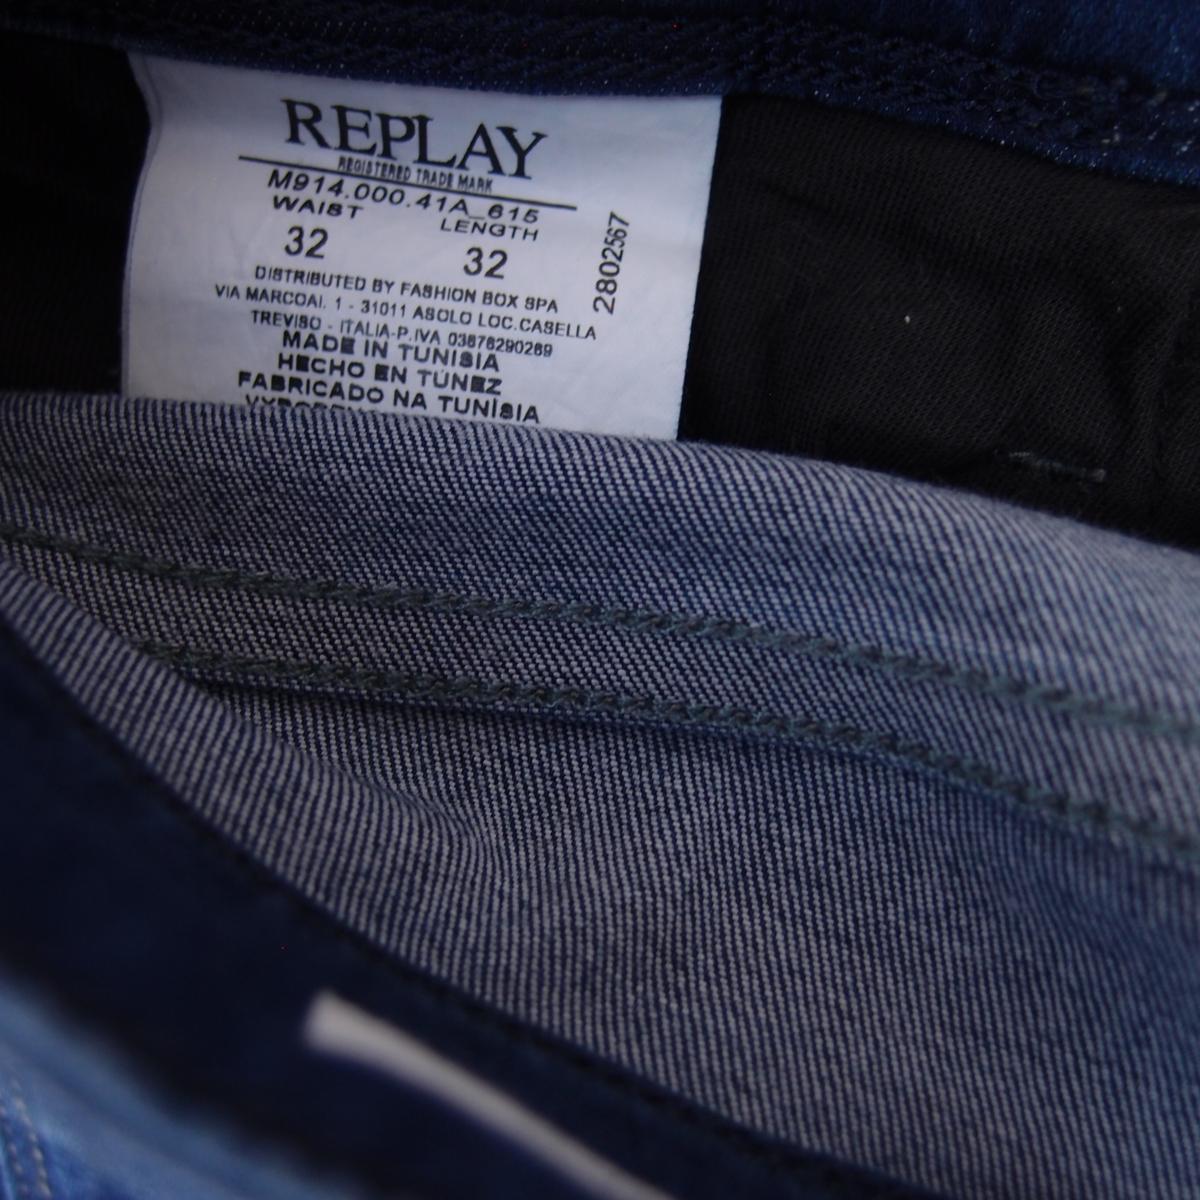 REPLAY
REGISTERED TRADE MARK
M914.000.41A_615
WAIST LENGTH
32 32
DISTRIBUTED BY FASHION BOX SPA
VIA MARCOAI. 1 - 31011 ASOLO LOC.CASELLA
TREVISO - ITALIA-P.IVA 03676290269
MADE IN TUNISIA
HECHO EN TÚNEZ
FABRICADO NA TUNÍSIA
2802567